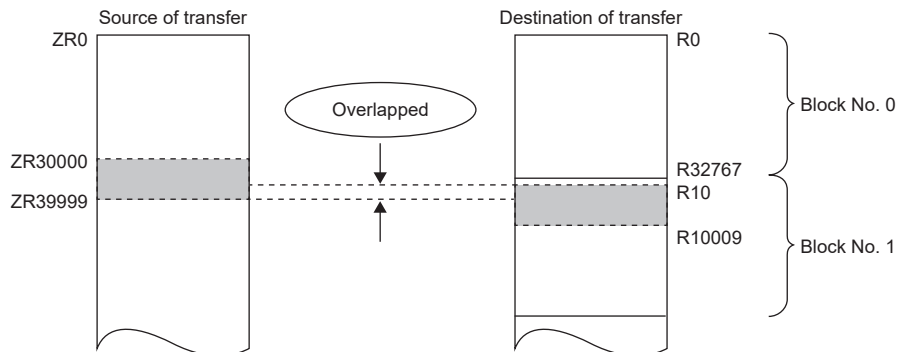 Source of transfer
Destination of transfer
ZR0
R0
Block No. 0
Overlapped
ZR30000
R32767
R10
ZR39999
R10009
Block No. 1